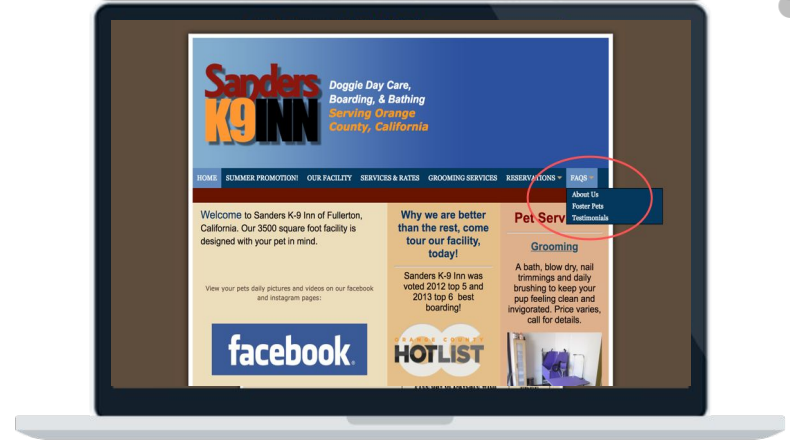 Sanders
K9INN
Doggie Day Care,
Boarding, & Bathing
Serving Orange
County, California
HOME SUMMER PROMOTION! OUR FACILITY SERVICES & RATES GROOMING SERVICES RESERVATIONS FAQS
About Us
Foster Pets
Testimonials
Welcome to Sanders K-9 Inn of Fullerton,
California. Our 3500 square foot facility is
designed with your pet in mind.
View your pets daily pictures and videos on our facebook
and instagram pages:
facebook.
Why we are better
than the rest, come
tour our facility,
today!
Sanders K-9 Inn was
voted 2012 top 5 and
2013 top 6 best
boarding!
ORANGE COUNTY
HOTLIST
Pet Serv
Grooming
A bath, blow dry, nail
trimmings and daily
brushing to keep your
pup feeling clean and
invigorated. Price varies,
call for details.